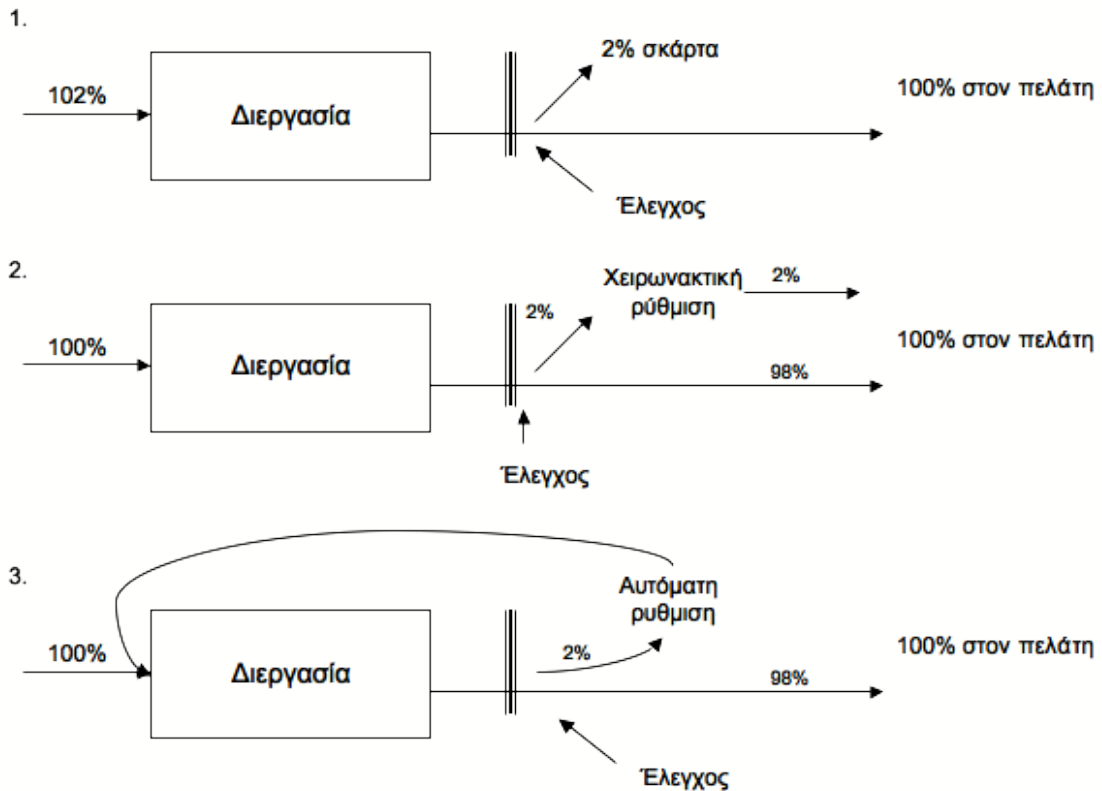 1.
2% σκάρτα
100% στον πελάτη
102%
Διεργασία
Έλεγχος
2.
Χειρωνακτική
ρύθμιση
2%
2%
100% στον πελάτη
100%
Διεργασία
98%
Έλεγχος
3.
Αυτόματη
ρυθμιση
100% στον πελάτη
100%
2%
Διεργασία
98%
Έλεγχος